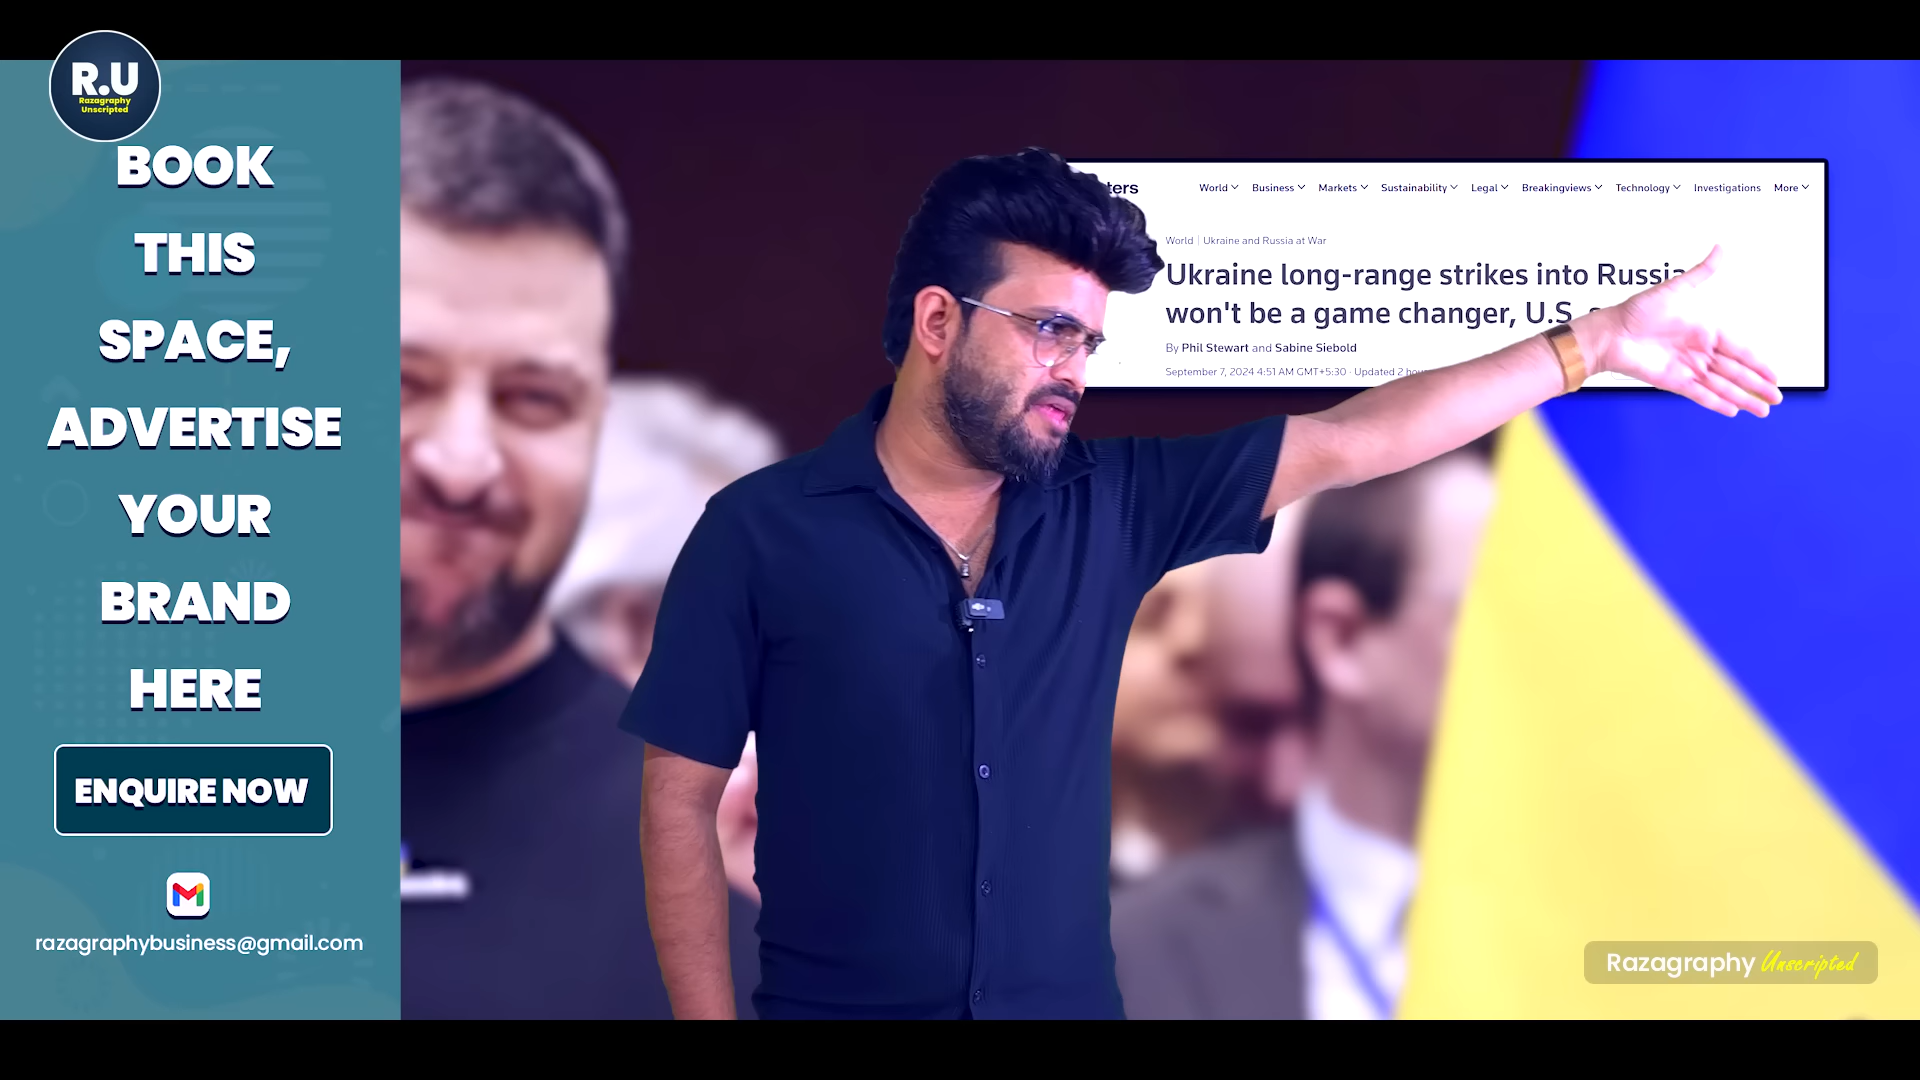 R.U
Razagraphy
Unscripted
BOOK
THIS
SPACE,
ADVERTISE
YOUR
BRAND
HERE
ENQUIRE NOW
razagraphybusiness@gmail.com
World Business Markets Sustainability Legal Breakingviews Technology Investigations More
World | Ukraine and Russia at War
Ukraine long-range strikes into Russia
won't be a game changer, U.S.
By Phil Stewart and Sabine Siebold
September 7, 2024 4:51 AM GMT+5:30 · Updated 2
Razagraphy Unscripted